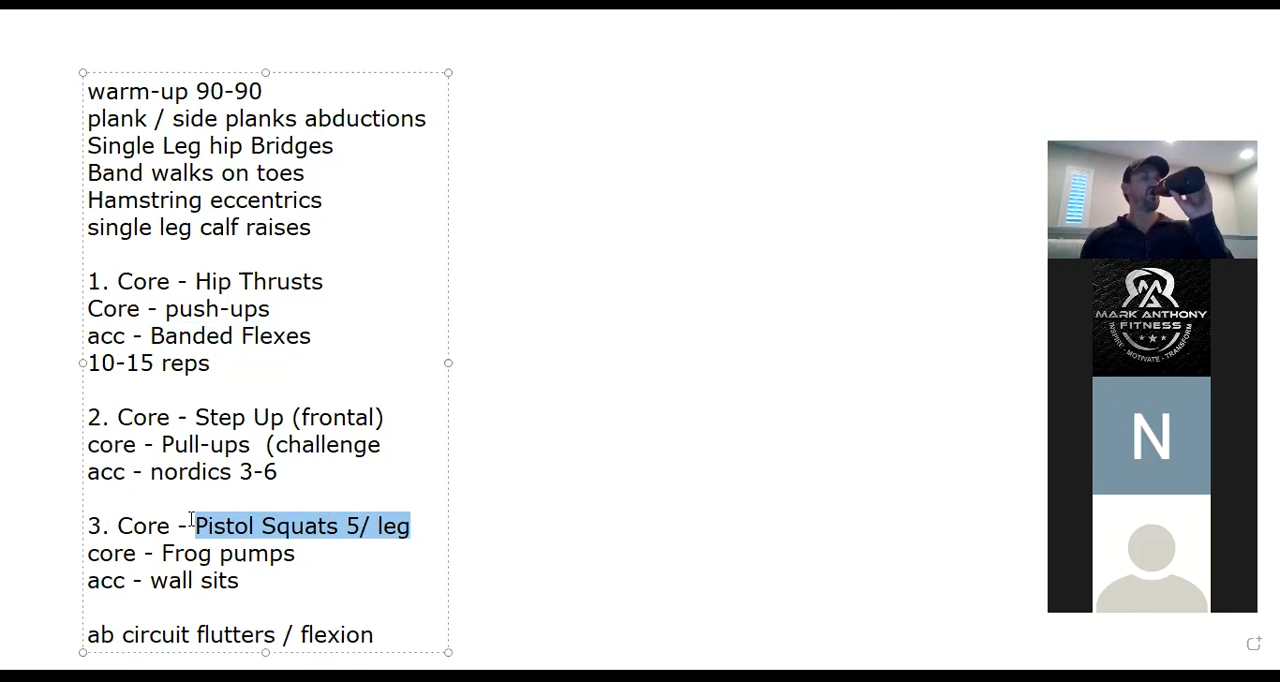 warm-up 90-90
plank / side planks abductions
Single Leg hip Bridges
Band walks on toes
Hamstring eccentrics
single leg calf raises
1. Core - Hip Thrusts
Core - push-ups
acc - Banded Flexes
10-15 reps
2. Core - Step Up (frontal)
core - Pull-ups  (challenge
acc - nordics 3-6
3. Core - Pistol Squats 5/ leg
core - Frog pumps
acc - wall sits
ab circuit flutters / flexion
MARK ANTHONY
FITNESS
INSPIRE - MOTIVATE - TRANSFORM
N